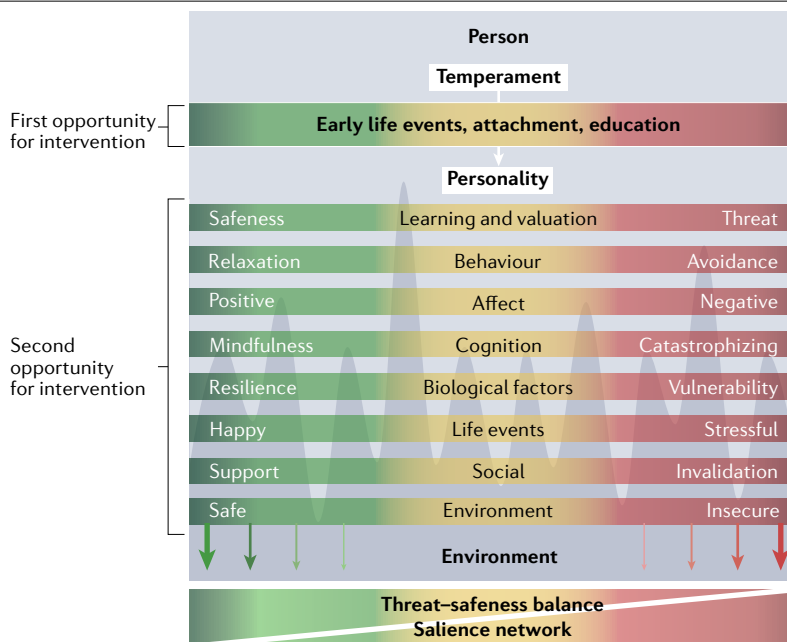 Person
Temperament
First opportunity
for intervention
Early life events, attachment, education
Personality
Second
opportunity
for intervention
Safeness Learning and valuation Threat
Relaxation Behaviour Avoidance
Positive Affect Negative
Mindfulness Cognition Catastrophizing
Resilience Biological factors Vulnerability
Happy Life events Stressful
Support Social Invalidation
Safe Environment Insecure
Environment
Threat–safeness balance
Salience network